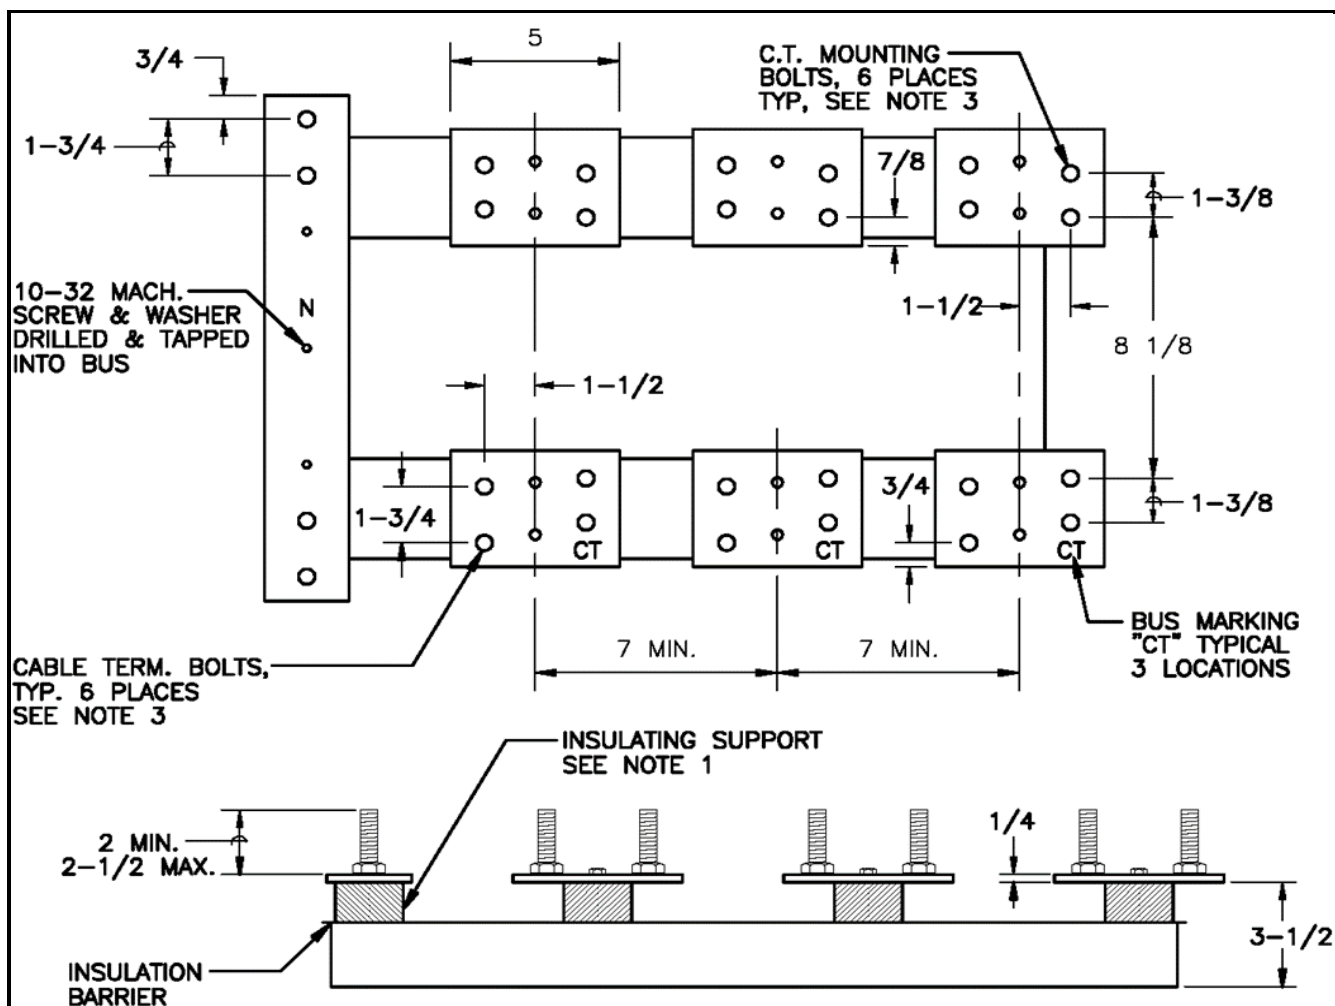 5
3/4
C.T. MOUNTING
BOLTS, 6 PLACES
TYP, SEE NOTE 3
1-3/4
7/8
1-3/8
10-32 MACH.
SCREW & WASHER
DRILLED & TAPPED
INTO BUS
N
1-1/2
8 1/8
1-1/2
3/4
1-3/4
1-3/8
CT
CT
CT
BUS MARKING
"CT" TYPICAL
3 LOCATIONS
7 MIN.
7 MIN.
CABLE TERM. BOLTS,
TYP. 6 PLACES
SEE NOTE 3
INSULATING SUPPORT
SEE NOTE 1
2 MIN.
2-1/2 MAX.
1/4
3-1/2
INSULATION
BARRIER